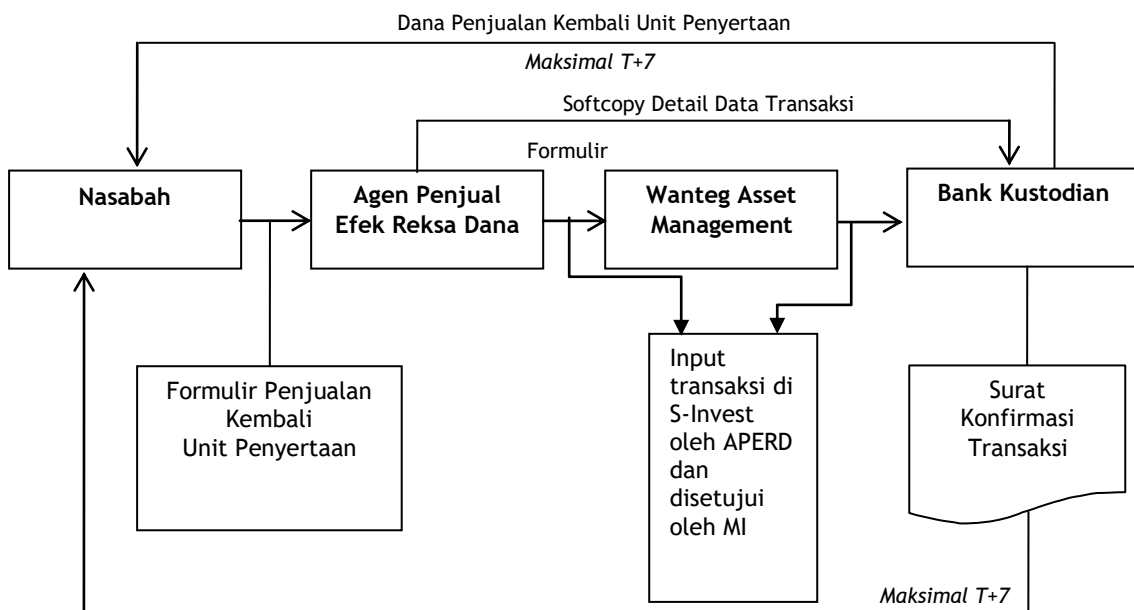 Dana Penjualan Kembali Unit Penyertaan
Maksimal T+7
Softcopy Detail Data Transaksi
Formulir
Nasabah
Agen Penjual
Efek Reksa Dana
Wanteg Asset
Management
Bank Kustodian
Formulir Penjualan
Kembali
Unit Penyertaan
Input
transaksi di
S-Invest
oleh APERD
dan
disetujui
oleh MI
Surat
Konfirmasi
Transaksi
Maksimal T+7